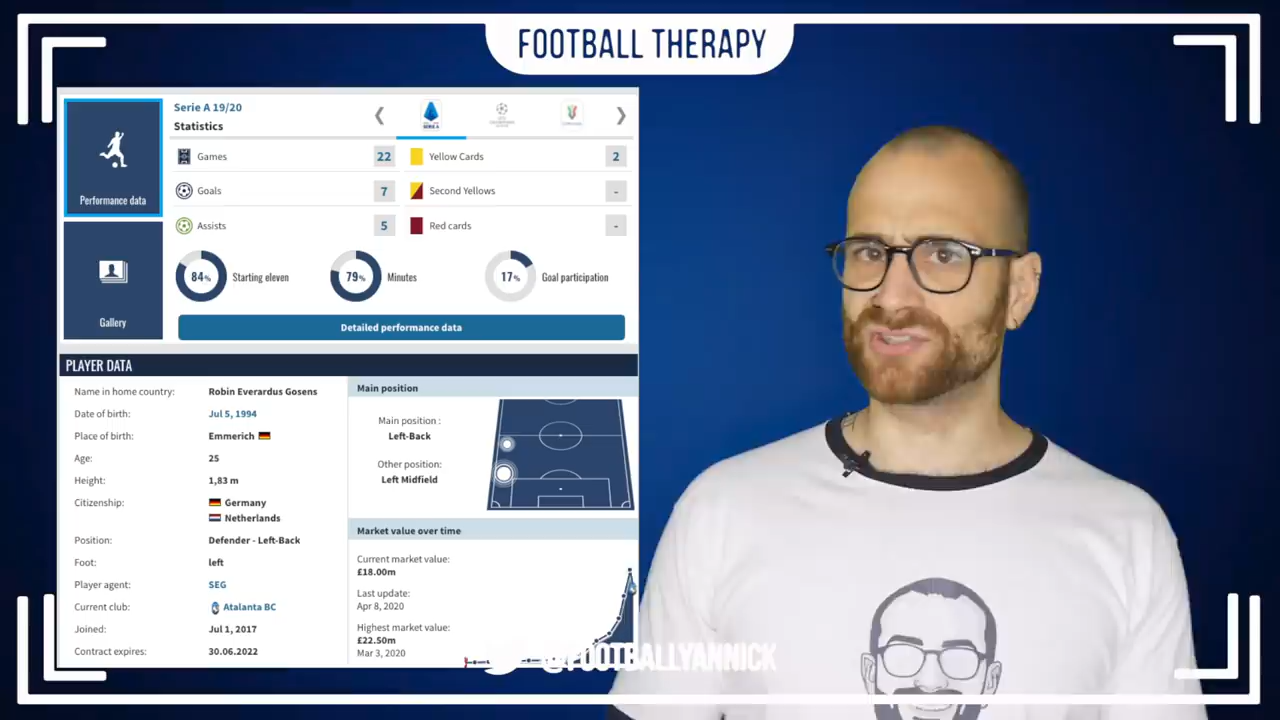 FOOTBALL THERAPY
Serie A 19/20
Statistics
SERIE A
Games 22 Yellow Cards 2
Goals 7 Second Yellows -
Assists 5 Red cards -
84% Starting eleven 79% Minutes 17% Goal participation
Detailed performance data
Performance data
Gallery
PLAYER DATA
Name in home country: Robin Everardus Gosens
Date of birth: Jul 5, 1994
Place of birth: Emmerich
Age: 25
Height: 1,83 m
Citizenship: Germany
Netherlands
Position: Defender - Left-Back
Foot: left
Player agent: SEG
Current club: Atalanta BC
Joined: Jul 1, 2017
Contract expires: 30.06.2022
Main position
Main position :
Left-Back
Other position:
Left Midfield
Market value over time
Current market value:
£18.00m
Last update:
Apr 8, 2020
Highest market value:
£22.50m
Mar 3, 2020
@FOOTBALLYANNICK